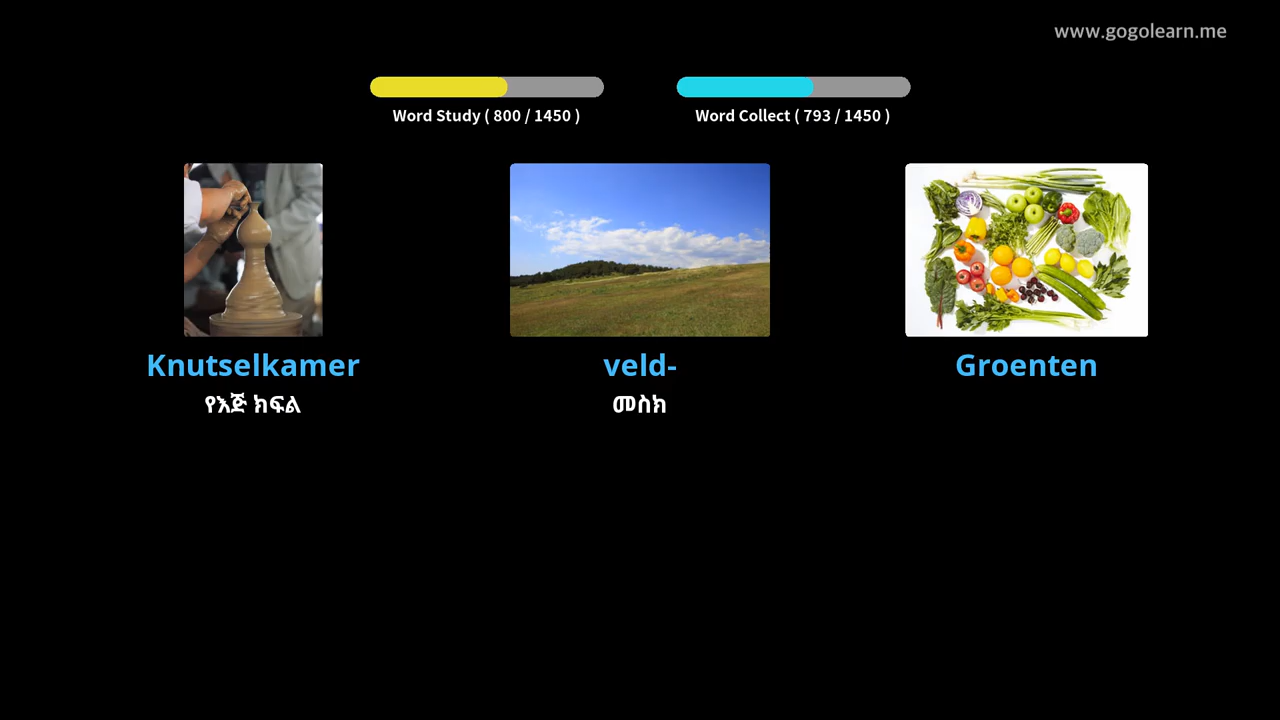 www.gogolearn.me
Word Study ( 800 / 1450 )
Word Collect ( 793 / 1450 )
Knutselkamer
veld-
Groenten
የእጅ ክፍል
መስክ